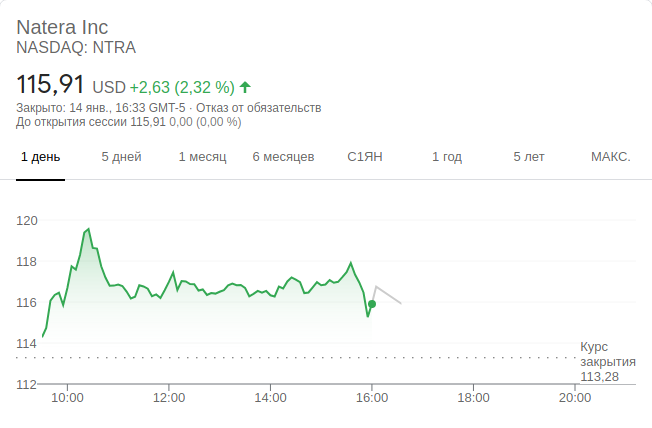 Natera Inc
NASDAQ: NTRA
115,91 USD +2,63 (2,32 %)
Закрыто: 14 янв., 16:33 GMT-5 · Отказ от обязательств
До открытия сессии 115,91 0,00 (0,00 %)
1 день 5 дней 1 месяц 6 месяцев С1ЯН 1 год 5 лет МАКС.
120
118
116
114
Курс
закрытия
113,28
112
10:00 12:00 14:00 16:00 18:00 20:00